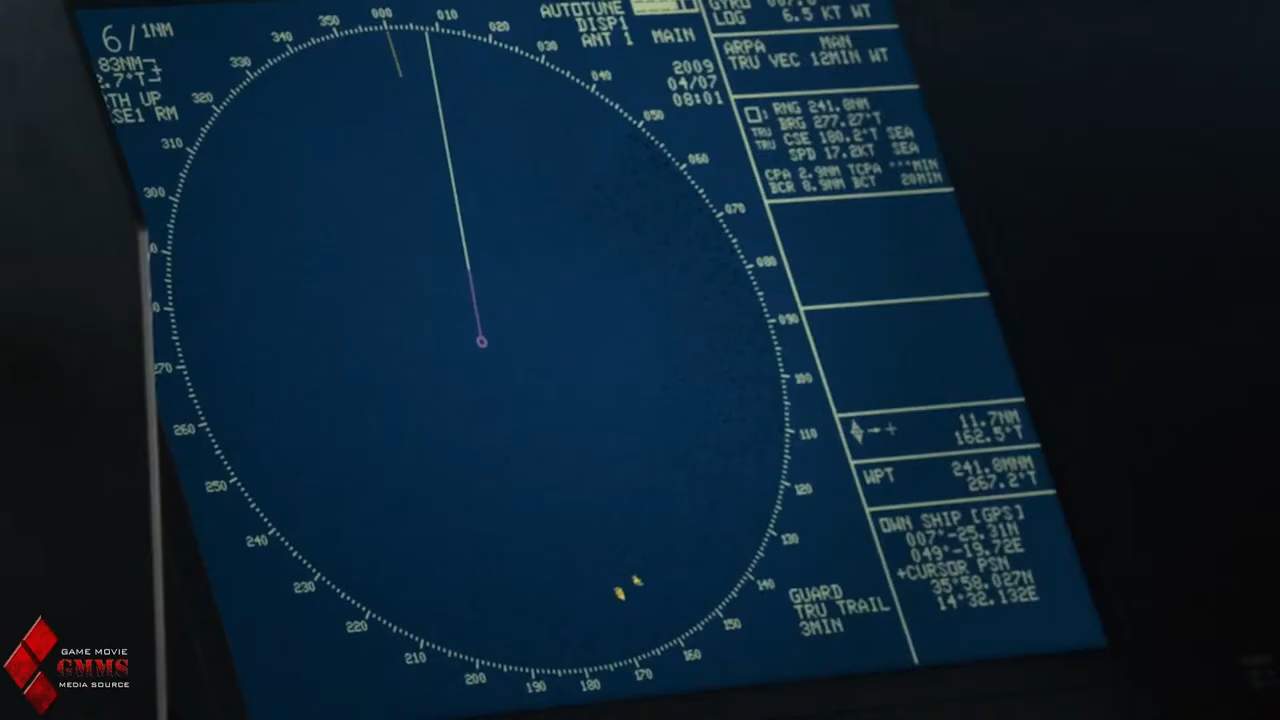 6/1NM
83NM
.7°T
TH UP
SE1 RM
AUTOTUNE
DISP1
ANT 1 MAIN
2009
04/07
08:01
GYRO
LOG 6.5 KT WT
ARPA MAN
TRU VEC 12MIN WT
RNG 241.8NM
BRG 277.27°T
TRU CSE 180.2°T SEA
TRU SPD 17.2KT SEA
CPA 2.9NM TCPA ***MIN
BCR 8.9NM BCT 20MIN
11.7NM
162.5°T
WPT 241.8MNM
267.2°T
OWN SHIP [GPS]
007°-25.31N
049°-19.72E
+CURSOR PSN
35°58.027N
14°32.132E
GUARD
TRU TRAIL
3MIN
000
010
020
030
040
050
060
070
080
090
100
110
120
130
140
150
160
170
180
190
200
210
220
230
240
250
260
270
300
310
320
330
340
350
GAME MOVIE
GMMS
MEDIA SOURCE